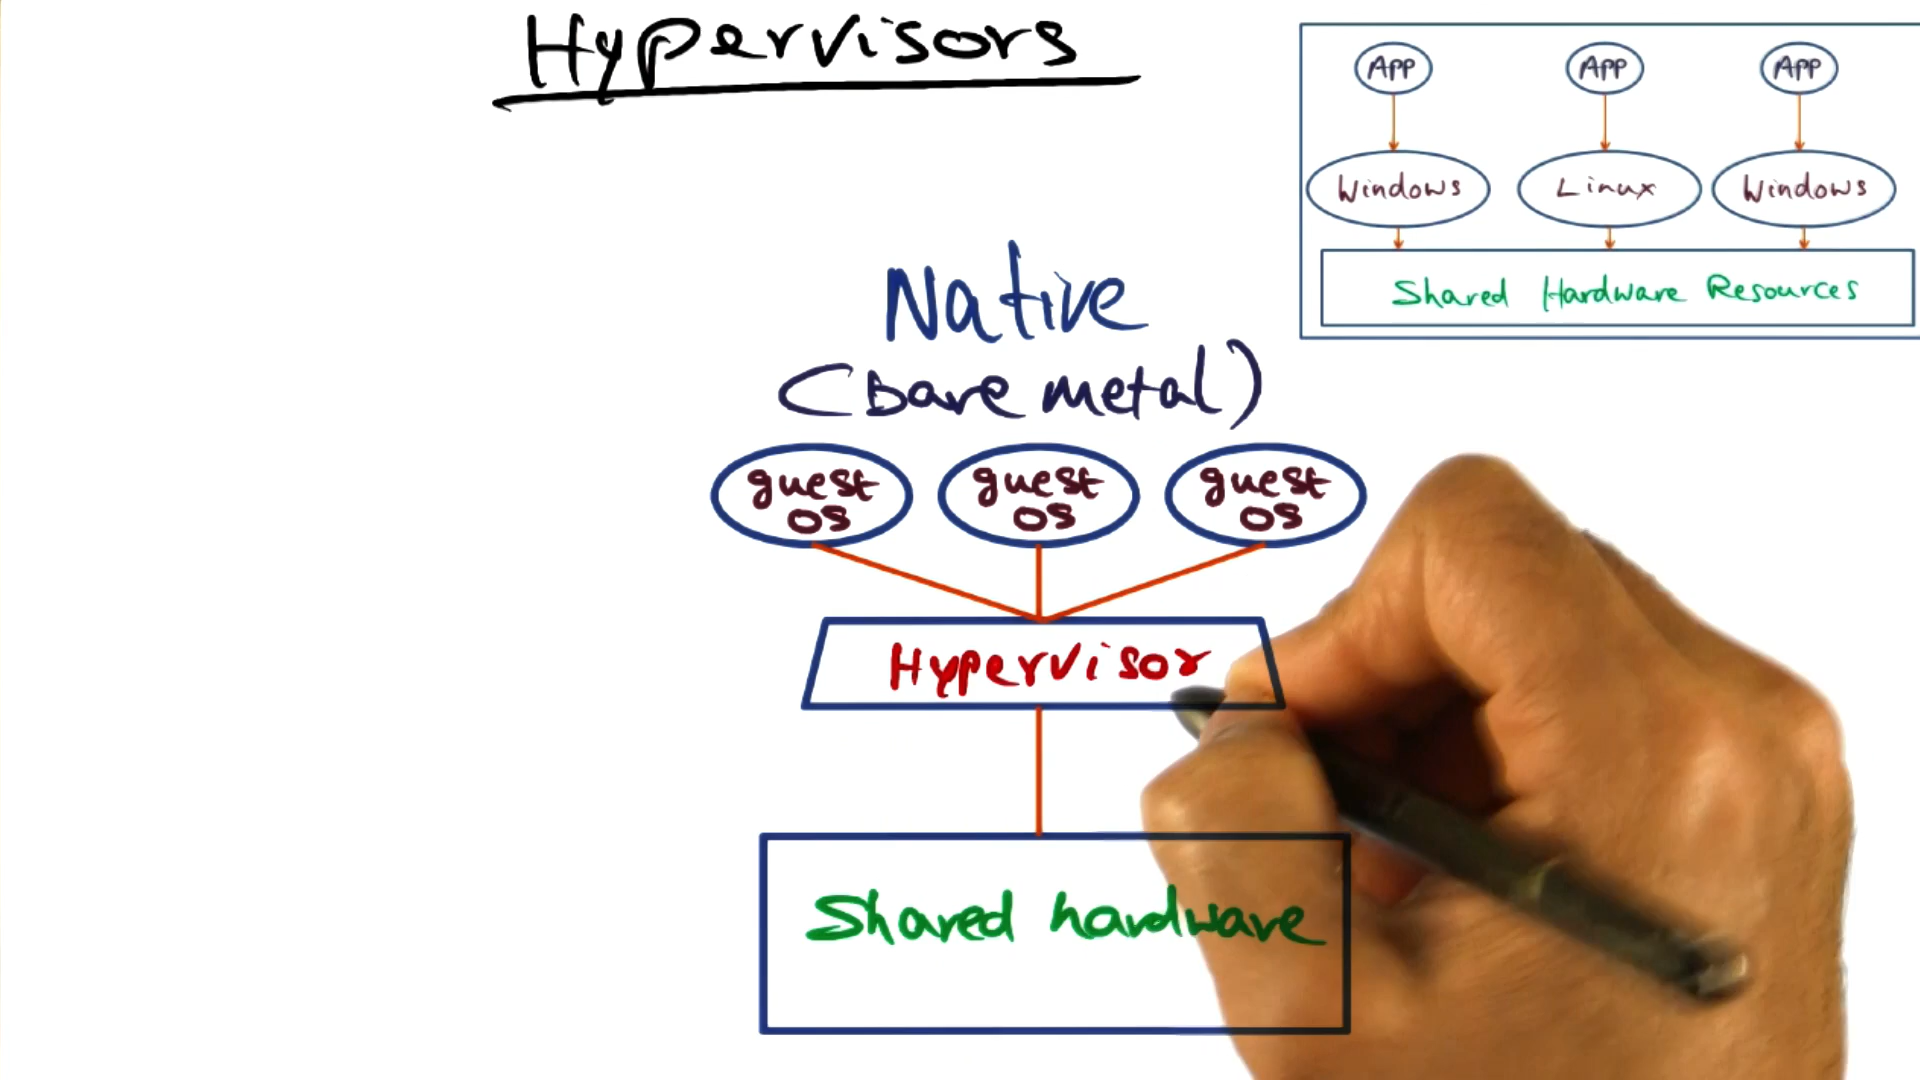 Hypervisors
APP APP APP
Windows Linux Windows
Shared Hardware Resources
Native
(bare metal)
guest OS guest OS guest OS
Hypervisor
Shared hardware